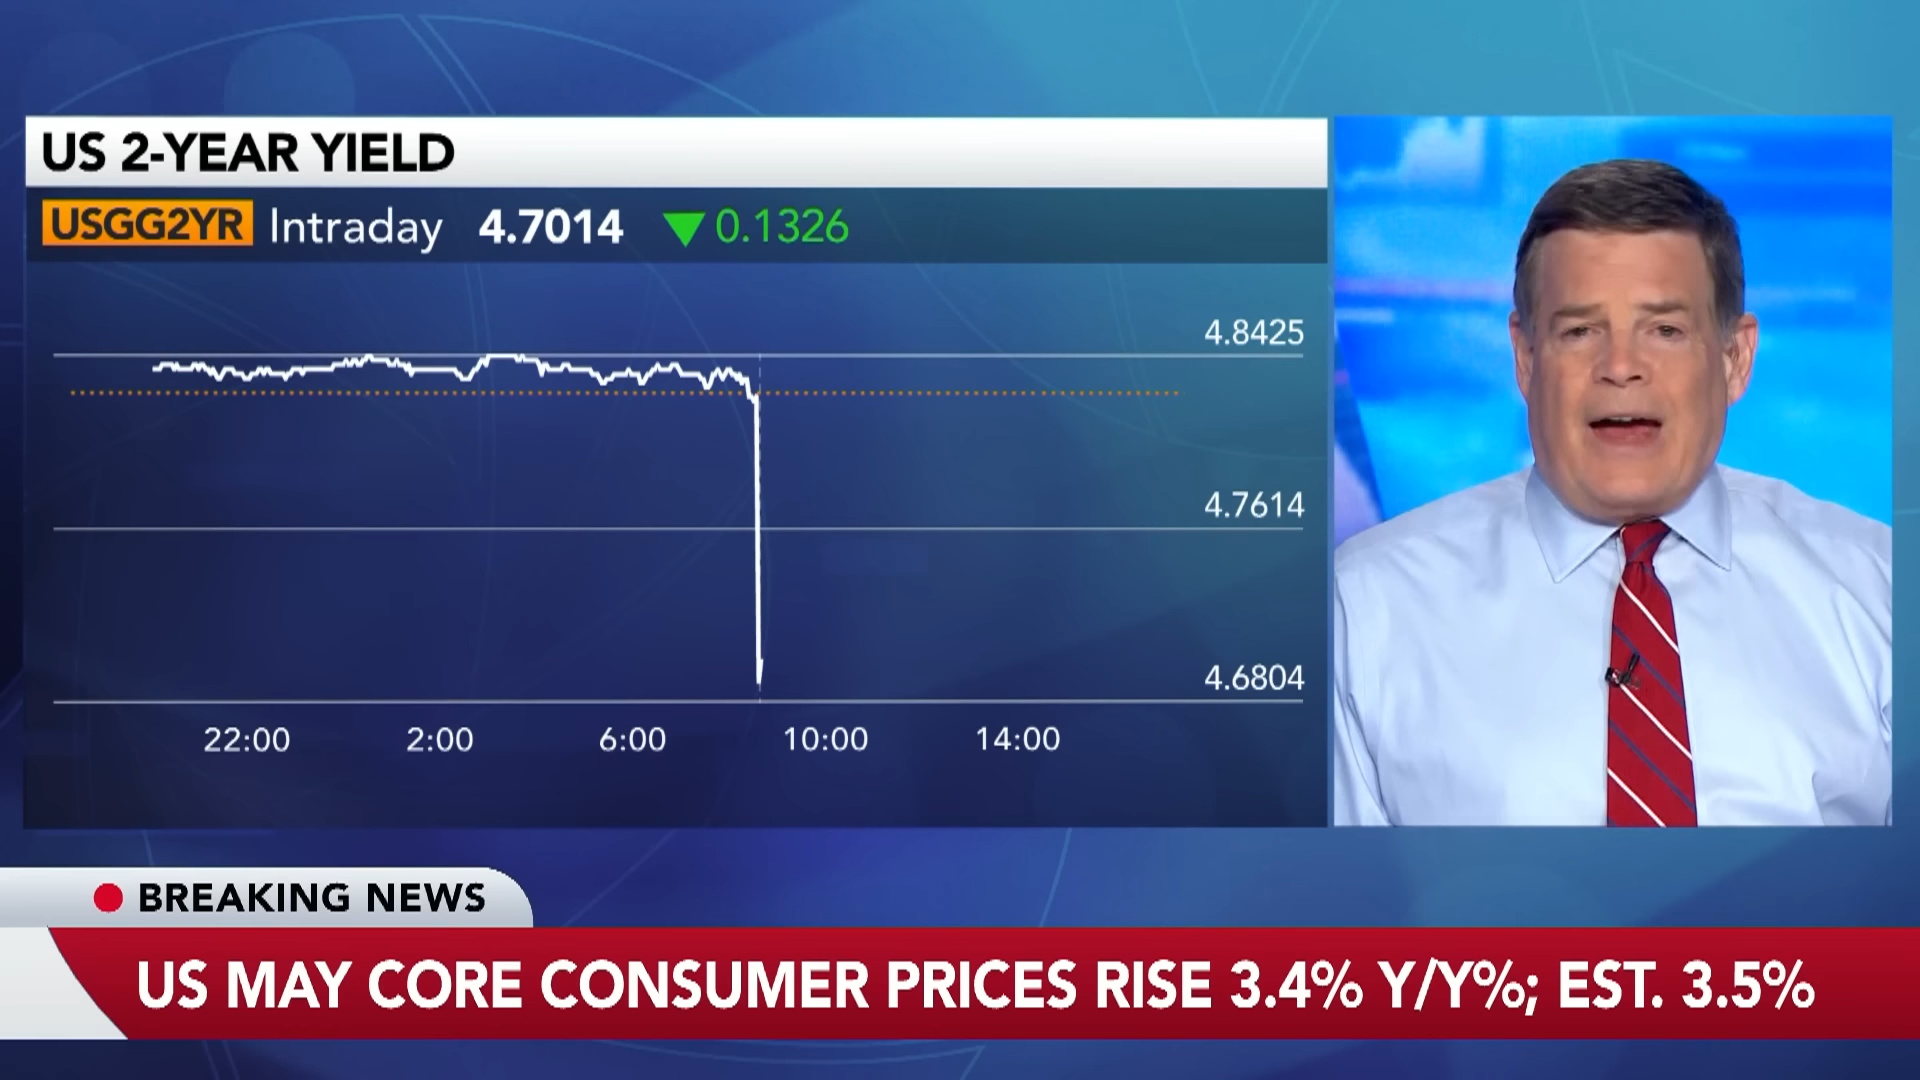 US 2-YEAR YIELD
USGG2YR Intraday 4.7014 ▼0.1326
4.8425
4.7614
4.6804
22:00 2:00 6:00 10:00 14:00
BREAKING NEWS
US MAY CORE CONSUMER PRICES RISE 3.4% Y/Y%; EST. 3.5%